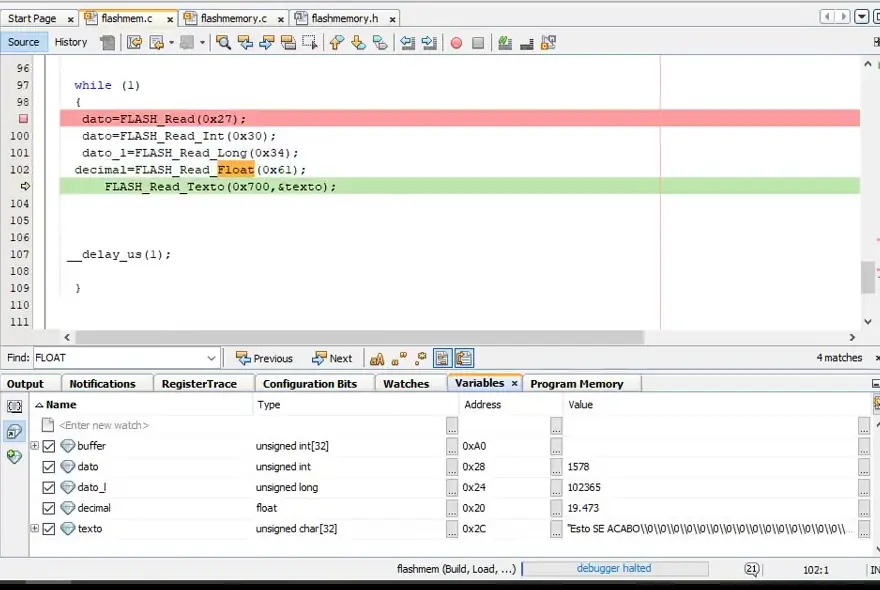 Start Page flashmem.c flashmemory.c flashmemory.h
Source History
96
97 while (1)
98 {
dato=FLASH_Read(0x27);
100 dato=FLASH_Read_Int(0x30);
101 dato_l=FLASH_Read_Long(0x34);
102 decimal=FLASH_Read_Float(0x61);
FLASH_Read_Texto(0x700,&texto);
104
105
106
107 __delay_us(1);
108
109 }
110
111
Find: FLOAT Previous Next 4 matches
Output Notifications RegisterTrace Configuration Bits Watches Variables Program Memory
Name Type Address Value
<Enter new watch> ... ... ...
buffer unsigned int[32] ... 0xA0 ... ...
dato unsigned int ... 0x28 ... 1578 ...
dato_l unsigned long ... 0x24 ... 102365 ...
decimal float ... 0x20 ... 19.473 ...
texto unsigned char[32] ... 0x2C ... "Esto SE ACABO\\0\\0\\0\\0\\0\\0\\0\\0\\0\\0\\0\\0\\0\\0\\0\\... ...
flashmem (Build, Load, ...) debugger halted 21 102:1 IN